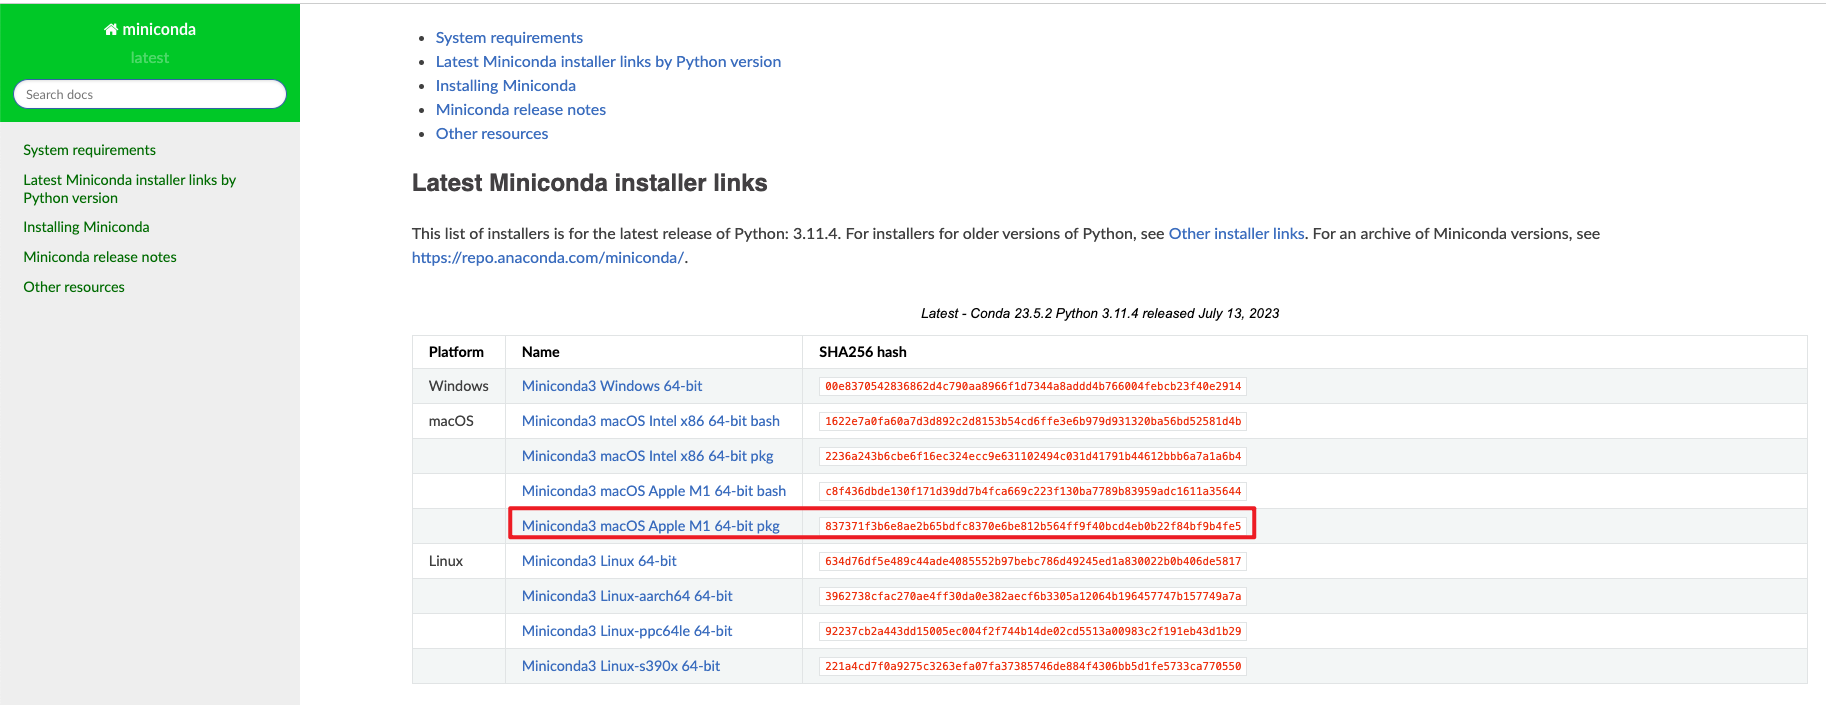 miniconda
latest
Search docs
System requirements
Latest Miniconda installer links by
Python version
Installing Miniconda
Miniconda release notes
Other resources
System requirements
Latest Miniconda installer links by Python version
Installing Miniconda
Miniconda release notes
Other resources
Latest Miniconda installer links
This list of installers is for the latest release of Python: 3.11.4. For installers for older versions of Python, see Other installer links. For an archive of Miniconda versions, see
https://repo.anaconda.com/miniconda/.
Latest - Conda 23.5.2 Python 3.11.4 released July 13, 2023
Platform Name SHA256 hash
Windows Miniconda3 Windows 64-bit 00e8370542836862d4c790aa8966f1d7344a8addd4b766004febcb23f40e2914
macOS Miniconda3 macOS Intel x86 64-bit bash 1622e7a0fa60a7d3d892c2d8153b54cd6ffe3e6b979d931320ba56bd52581d4b
Miniconda3 macOS Intel x86 64-bit pkg 2236a243b6cbe6f16ec324ecc9e631102494c031d41791b44612bbb6a7a1a6b4
Miniconda3 macOS Apple M1 64-bit bash c8f436dbde130f171d39dd7b4fca669c223f130ba7789b83959adc1611a35644
Miniconda3 macOS Apple M1 64-bit pkg 837371f3b6e8ae2b65bdfc8370e6be812b564ff9f40bcd4eb0b22f84bf9b4fe5
Linux Miniconda3 Linux 64-bit 634d76df5e489c44ade4085552b97bebc786d49245ed1a830022b0b406de5817
Miniconda3 Linux-aarch64 64-bit 3962738cfac270ae4ff30da0e382aecf6b3305a12064b196457747b157749a7a
Miniconda3 Linux-ppc64le 64-bit 92237cb2a443dd15005ec004f2f744b14de02cd5513a00983c2f191eb43d1b29
Miniconda3 Linux-s390x 64-bit 221a4cd7f0a9275c3263efa07fa37385746de884f4306bb5d1fe5733ca770550